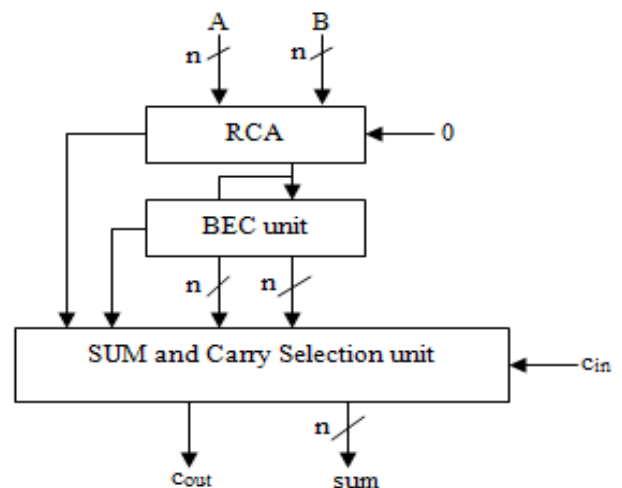 A B
n n
RCA
0
BEC unit
n n
SUM and Carry Selection unit
cin
n
cout sum